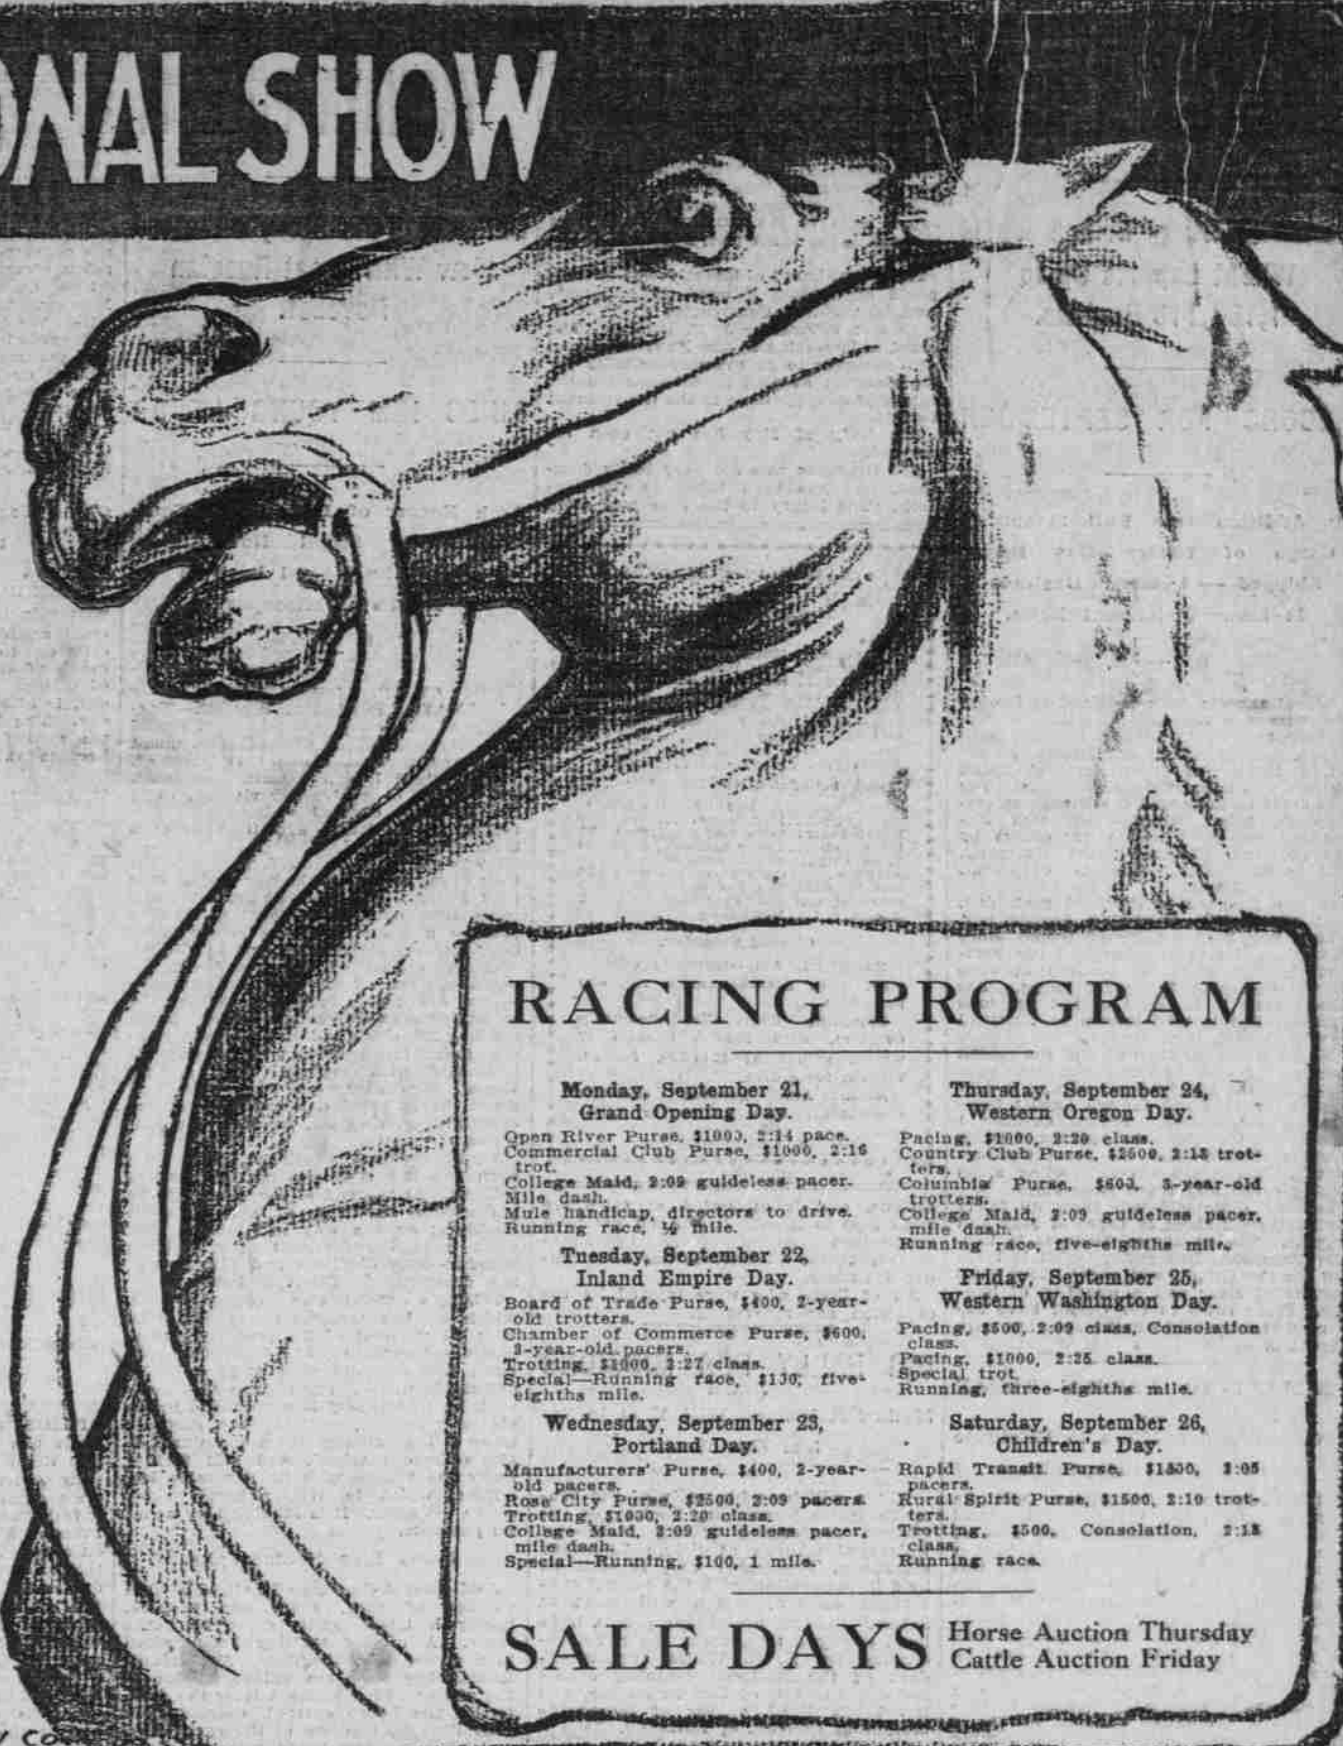 ONAL SHOW
RACING PROGRAM
Monday, September 21,
Grand Opening Day.
Open River Purse, $1000, 2:14 pace.
Commercial Club Purse, $1000, 2:16
trot.
College Maid, 2:09 guideless pacer.
Mile dash.
Mule handicap, directors to drive.
Running race, ½ mile.
Tuesday, September 22,
Inland Empire Day.
Board of Trade Purse, $400, 2-year-
old trotters.
Chamber of Commerce Purse, $600,
3-year-old pacers.
Trotting, $1000, 2:27 class.
Special—Running race, five-
eighths mile.
Wednesday, September 23,
Portland Day.
Manufacturers' Purse, $400, 2-year-
old pacers.
Rose City Purse, $2500, 2:09 pacers.
Trotting, $1000, 2:20 class.
College Maid, 2:09 guideless pacer,
mile dash.
Special—Running, $100, 1 mile.
Thursday, September 24,
Western Oregon Day.
Pacing, $1000, 2:20 class.
Country Club Purse, 2:18 trot-
ters.
Columbia Purse, $600, 3-year-old
trotters.
College Maid, 2:09 guideless pacer,
mile dash.
Running race, five-eighths mile.
Friday, September 25,
Western Washington Day.
Pacing, $500, 2:09 class, Consolation
class.
Pacing, $1000, 2:25 class.
Special trot.
Running, three-eighths mile.
Saturday, September 26,
Children's Day.
Rapid Transit Purse, 2:05
pacers.
Rural Spirit Purse, $1500, 2:10 trot-
ters.
Trotting, $500, Consolation, 2:18
class.
Running race.
SALE DAYS
Horse Auction Thursday
Cattle Auction Friday